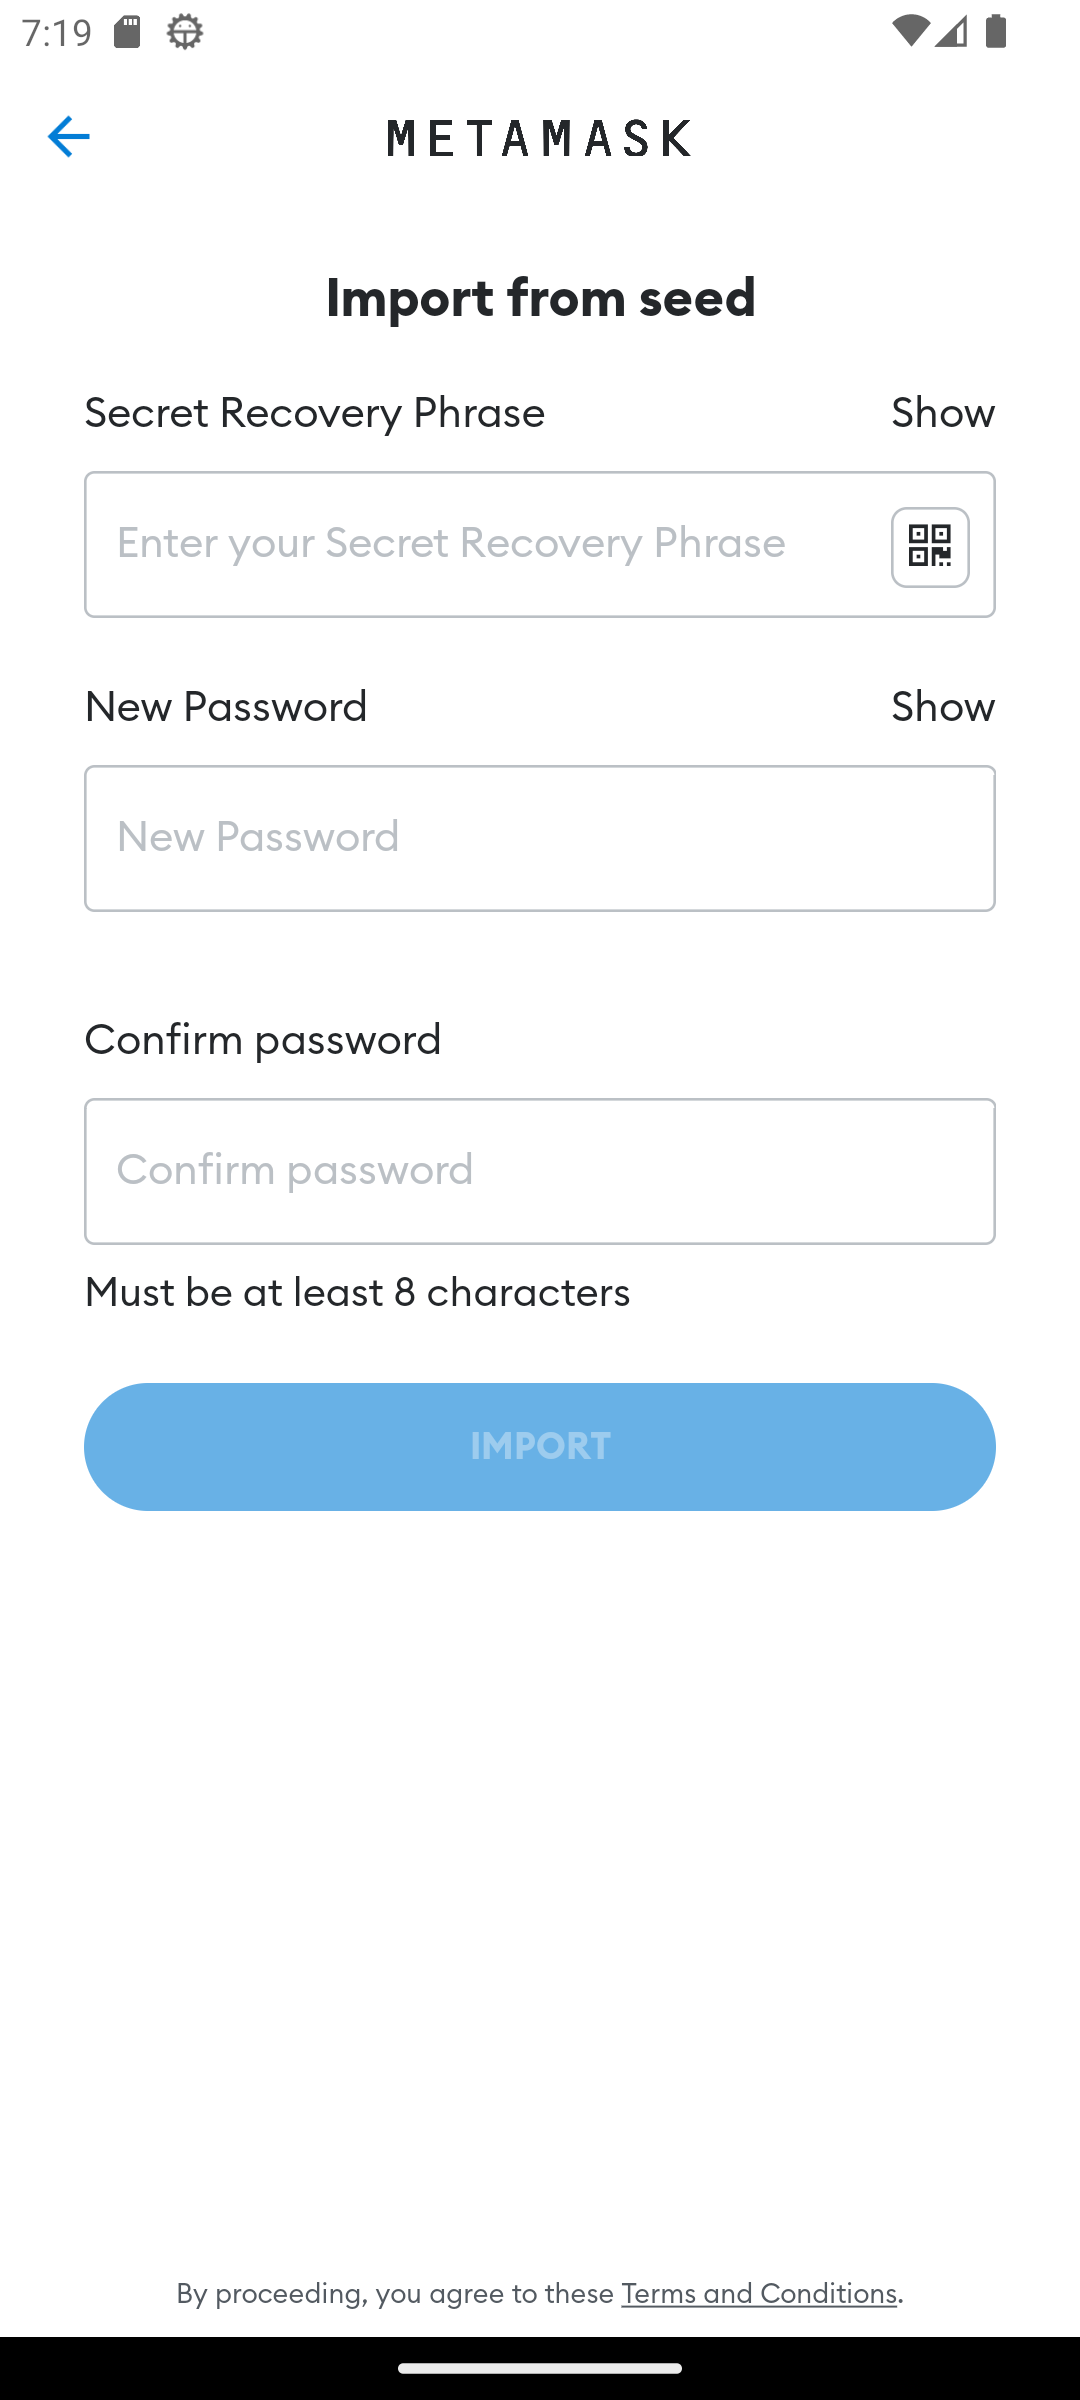 7:19
METAMASK
Import from seed
Secret Recovery Phrase Show
Enter your Secret Recovery Phrase
New Password Show
New Password
Confirm password
Confirm password
Must be at least 8 characters
IMPORT
By proceeding, you agree to these Terms and Conditions.